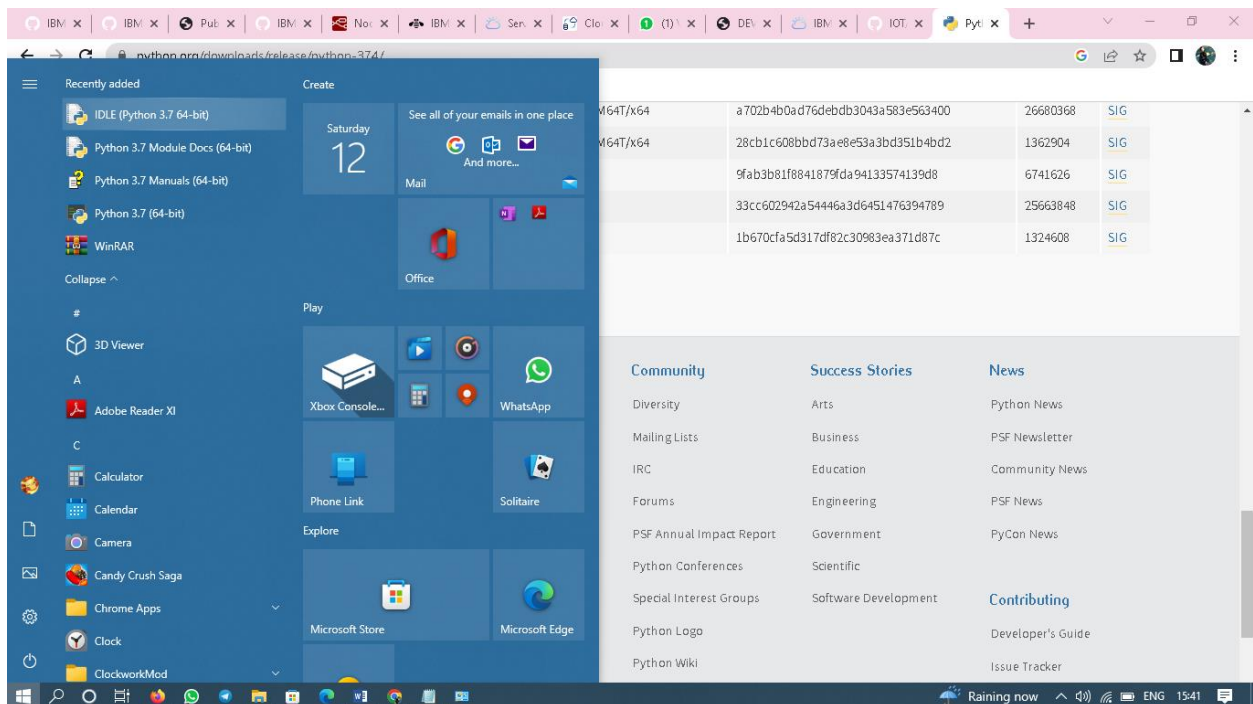 IBM
IBM
Pub
IBM
No
IBM
Sen
Clo
(1)
DEV
IBM
IOT
Pyt
python.org/downloads/release/python-374/
Recently added
IDLE (Python 3.7 64-bit)
Python 3.7 Module Docs (64-bit)
Python 3.7 Manuals (64-bit)
Python 3.7 (64-bit)
WinRAR
Collapse
#
3D Viewer
A
Adobe Reader XI
C
Calculator
Calendar
Camera
Candy Crush Saga
Chrome Apps
Clock
ClockworkMod
Create
Saturday
12
See all of your emails in one place
And more...
Mail
Office
Play
Xbox Console...
WhatsApp
Phone Link
Solitaire
Explore
Microsoft Store
Microsoft Edge
M64T/x64 a702b4b0ad76debdb3043a583e563400 26680368 SIG
M64T/x64 28cb1c608bbd73ae8e53a3bd351b4bd2 1362904 SIG
9fab3b81f8841879fda94133574139d8 6741626 SIG
33cc602942a54446a3d6451476394789 25663848 SIG
1b670cfa5d317df82c30983ea371d87c 1324608 SIG
Community
Diversity
Mailing Lists
IRC
Forums
PSF Annual Impact Report
Python Conferences
Special Interest Groups
Python Logo
Python Wiki
Success Stories
Arts
Business
Education
Engineering
Government
Scientific
Software Development
News
Python News
PSF Newsletter
Community News
PSF News
PyCon News
Contributing
Developer's Guide
Issue Tracker
Raining now ENG 15:41